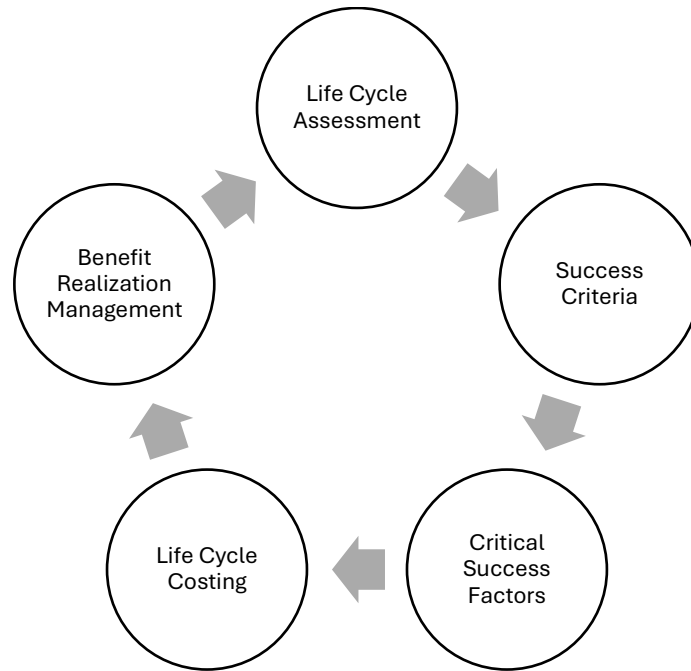 Life Cycle
Assessment
Success
Criteria
Critical
Success
Factors
Life Cycle
Costing
Benefit
Realization
Management